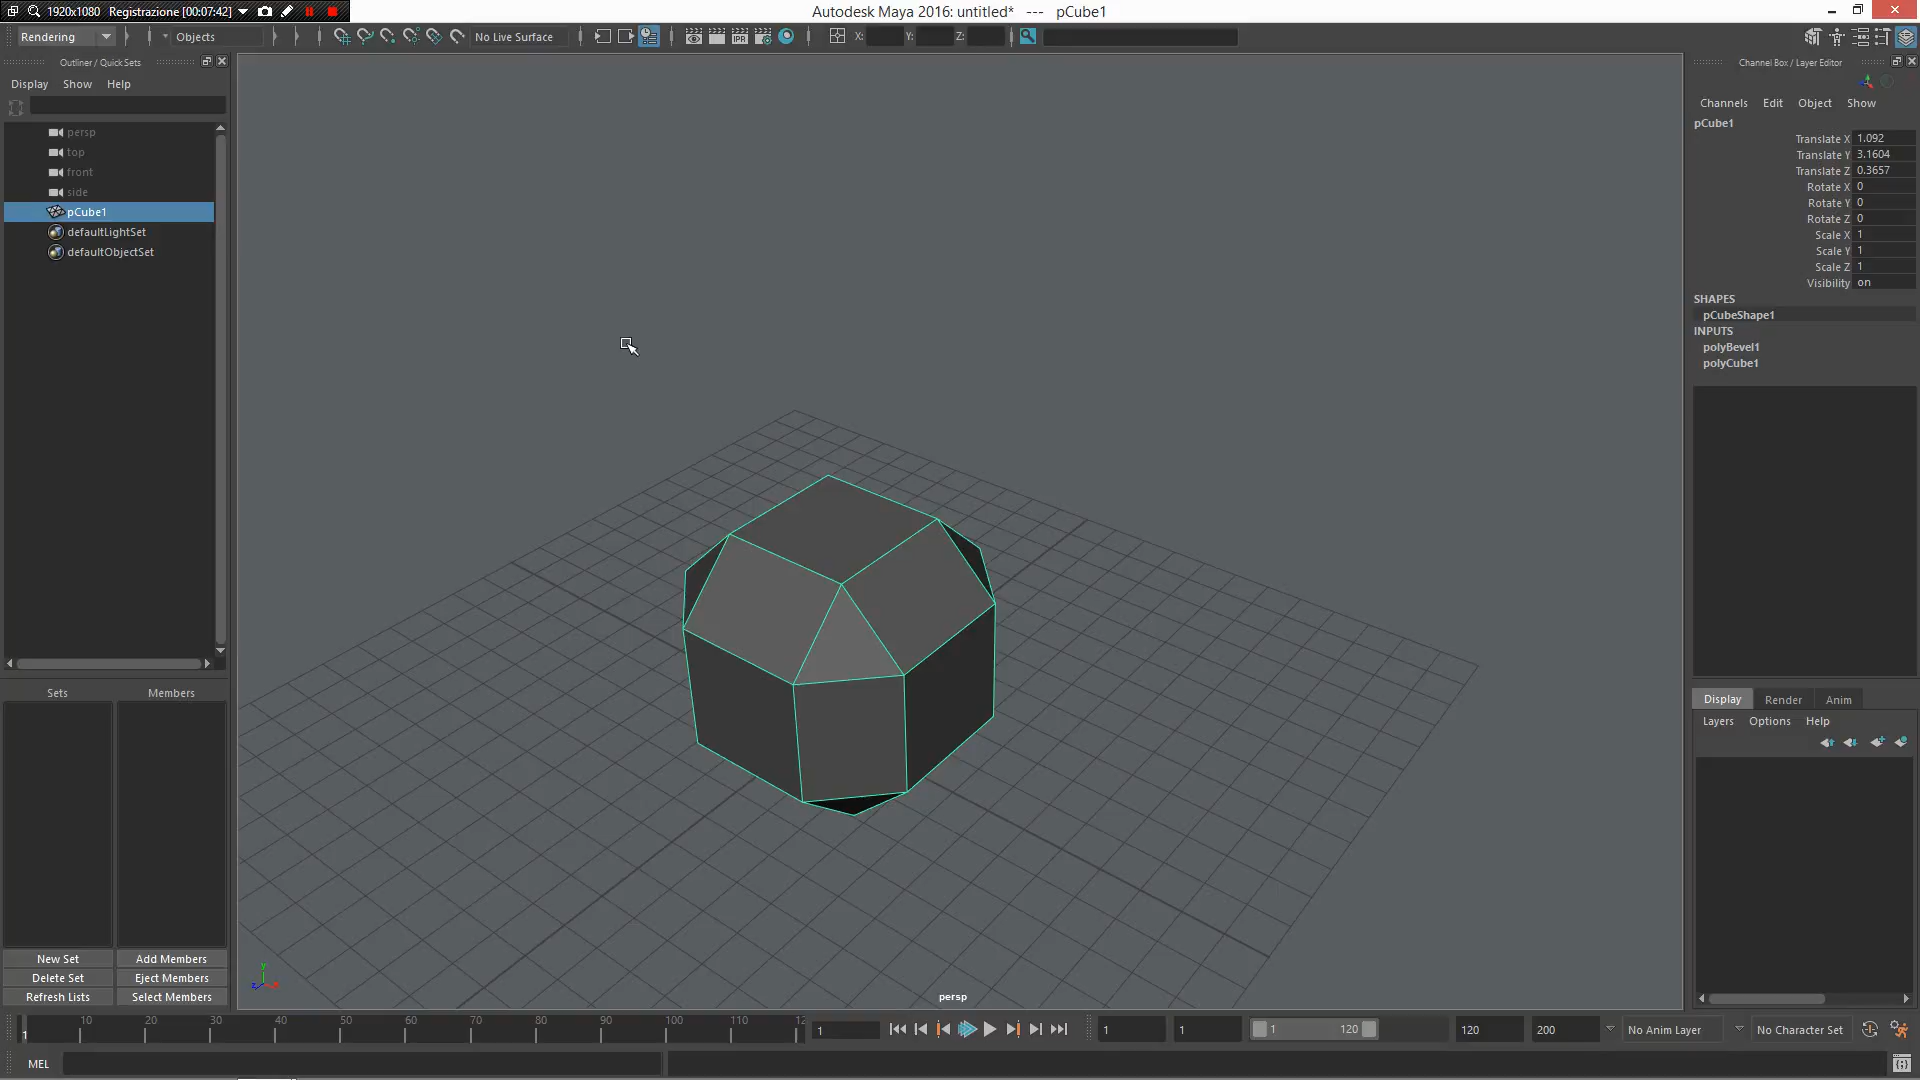 1920x1080 Registrazione [00:07:42]
Autodesk Maya 2016: untitled* --- pCube1
Rendering
Objects
No Live Surface
X:
Y:
Z:
Outliner / Quick Sets
Display Show Help
persp
top
front
side
pCube1
defaultLightSet
defaultObjectSet
Sets
Members
New Set
Add Members
Delete Set
Eject Members
Refresh Lists
Select Members
persp
Channel Box / Layer Editor
Channels Edit Object Show
pCube1
Translate X 1.092
Translate Y 3.1604
Translate Z 0.3657
Rotate X 0
Rotate Y 0
Rotate Z 0
Scale X 1
Scale Y 1
Scale Z 1
Visibility on
SHAPES
pCubeShape1
INPUTS
polyBevel1
polyCube1
Display Render Anim
Layers Options Help
1 10 20 30 40 50 60 70 80 90 100 110 12
1
1
1
1 120
120
200
No Anim Layer
No Character Set
MEL